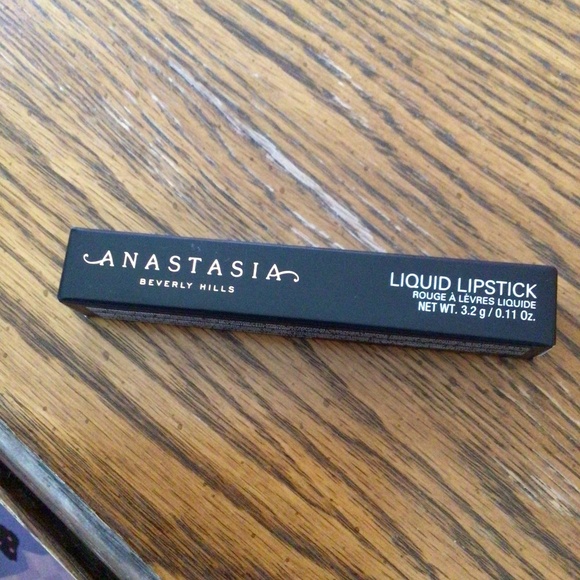 ANASTASIA
BEVERLY HILLS
LIQUID LIPSTICK
ROUGE À LÈVRES LIQUIDE
NET WT. 3.2 g / 0.11 Oz.